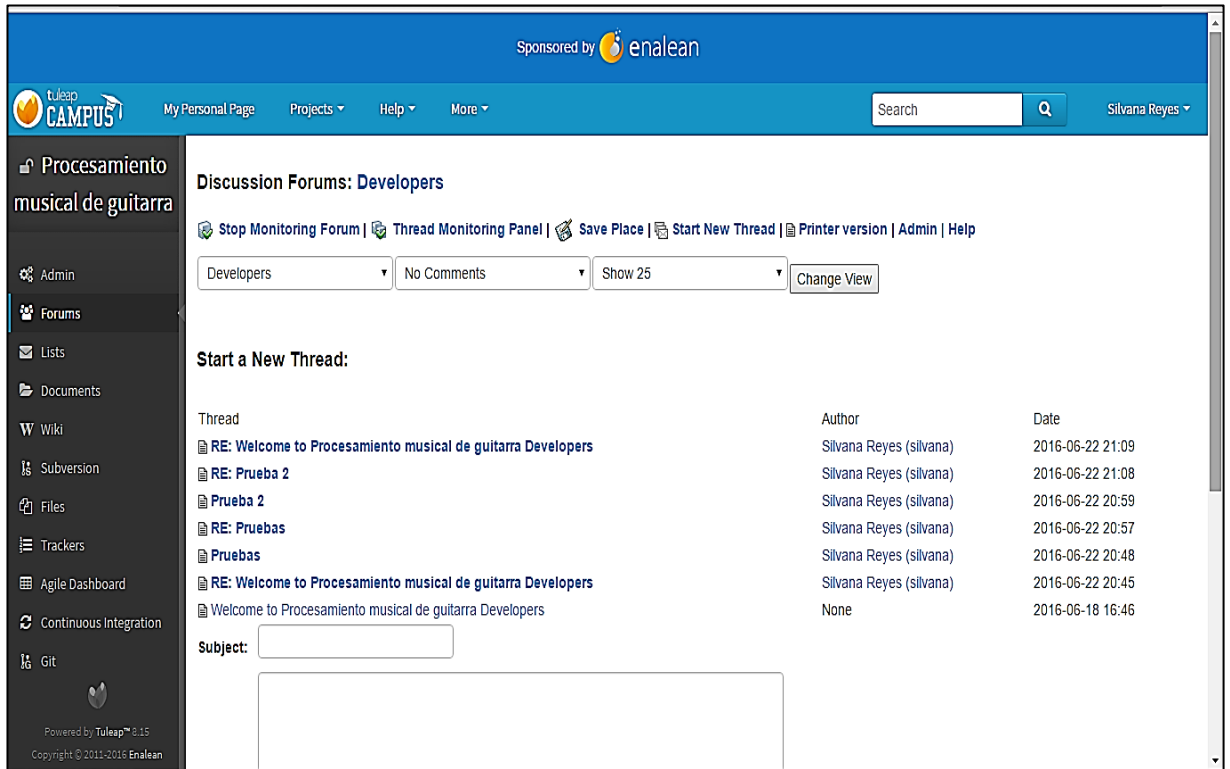 Sponsored by enalean
tuleap
CAMPUS
My Personal Page
Projects
Help
More
Search
Silvana Reyes
Procesamiento
musical de guitarra
Admin
Forums
Lists
Documents
Wiki
Subversion
Files
Trackers
Agile Dashboard
Continuous Integration
Git
Powered by Tuleap™ 8.15
Copyright © 2011-2016 Enalean
Discussion Forums: Developers
Stop Monitoring Forum | Thread Monitoring Panel | Save Place | Start New Thread | Printer version | Admin | Help
Developers No Comments Show 25 Change View
Start a New Thread:
Thread Author Date
RE: Welcome to Procesamiento musical de guitarra Developers Silvana Reyes (silvana) 2016-06-22 21:09
RE: Prueba 2 Silvana Reyes (silvana) 2016-06-22 21:08
Prueba 2 Silvana Reyes (silvana) 2016-06-22 20:59
RE: Pruebas Silvana Reyes (silvana) 2016-06-22 20:57
Pruebas Silvana Reyes (silvana) 2016-06-22 20:48
RE: Welcome to Procesamiento musical de guitarra Developers Silvana Reyes (silvana) 2016-06-22 20:45
Welcome to Procesamiento musical de guitarra Developers None 2016-06-18 16:46
Subject: